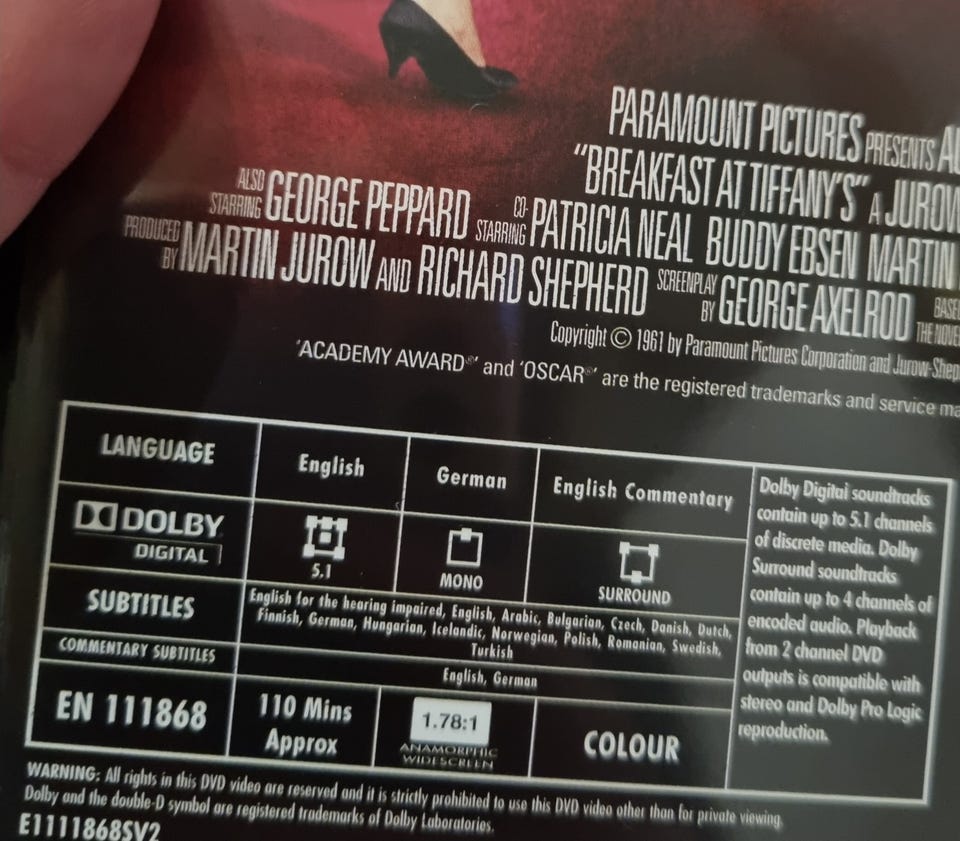 PARAMOUNT PICTURES PRESENTS
"BREAKFAST AT TIFFANY'S" A JUROW
ALSO STARRING GEORGE PEPPARD CO-STARRING PATRICIA NEAL BUDDY EBSEN MARTIN
PRODUCED BY MARTIN JUROW AND RICHARD SHEPHERD SCREENPLAY BY GEORGE AXELROD
THE
Copyright © 1961 by Paramount Pictures Corporation and Jurow-Shep
'ACADEMY AWARD®' and 'OSCAR®' are the registered trademarks and service
LANGUAGE
English
German
English Commentary
DOLBY
DIGITAL
5.1
MONO
SURROUND
SUBTITLES
English for the hearing impaired, English, Arabic, Bulgarian, Czech, Danish, Dutch,
Finnish, German, Hungarian, Icelandic, Norwegian, Polish, Romanian, Swedish,
Turkish
COMMENTARY SUBTITLES
English, German
EN 111868
110 Mins
Approx
1.78:1
ANAMORPHIC
WIDESCREEN
COLOUR
Dolby Digital soundtracks
contain up to 5.1 channels
of discrete media. Dolby
Surround soundtracks
contain up to 4 channels of
encoded audio. Playback
from 2 channel DVD
outputs is compatible with
stereo and Dolby Pro Logic
reproduction.
WARNING: All rights in this DVD video are reserved and it is strictly prohibited to use this DVD video other than for private viewing.
Dolby and the double-D symbol are registered trademarks of Dolby Laboratories.
E1111868SV2